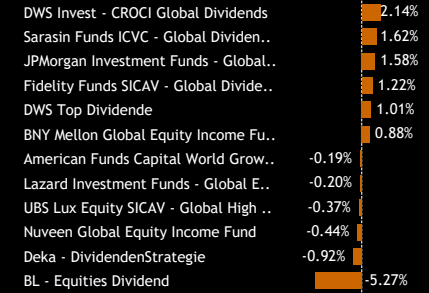 DWS Invest - CROCI Global Dividends 2.14%
Sarasin Funds ICVC - Global Dividen.. 1.62%
JPMorgan Investment Funds - Global.. 1.58%
Fidelity Funds SICAV - Global Divide.. 1.22%
DWS Top Dividende 1.01%
BNY Mellon Global Equity Income Fu.. 0.88%
American Funds Capital World Grow.. -0.19%
Lazard Investment Funds - Global E.. -0.20%
UBS Lux Equity SICAV - Global High .. -0.37%
Nuveen Global Equity Income Fund -0.44%
Deka - DividendenStrategie -0.92%
BL - Equities Dividend -5.27%